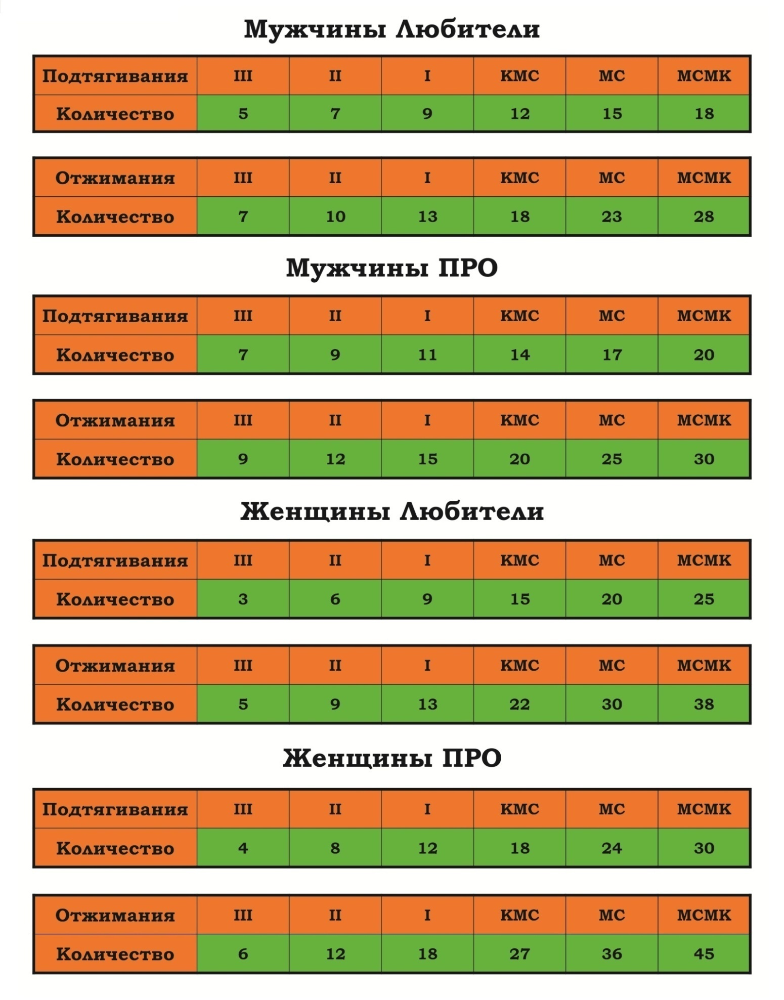 Мужчины Любители
Подтягивания III II I КМС МС МСМК
Количество 5 7 9 12 15 18
Отжимания III II I КМС МС МСМК
Количество 7 10 13 18 23 28
Мужчины ПРО
Подтягивания III II I КМС МС МСМК
Количество 7 9 11 14 17 20
Отжимания III II I КМС МС МСМК
Количество 9 12 15 20 25 30
Женщины Любители
Подтягивания III II I КМС МС МСМК
Количество 3 6 9 15 20 25
Отжимания III II I КМС МС МСМК
Количество 5 9 13 22 30 38
Женщины ПРО
Подтягивания III II I КМС МС МСМК
Количество 4 8 12 18 24 30
Отжимания III II I КМС МС МСМК
Количество 6 12 18 27 36 45